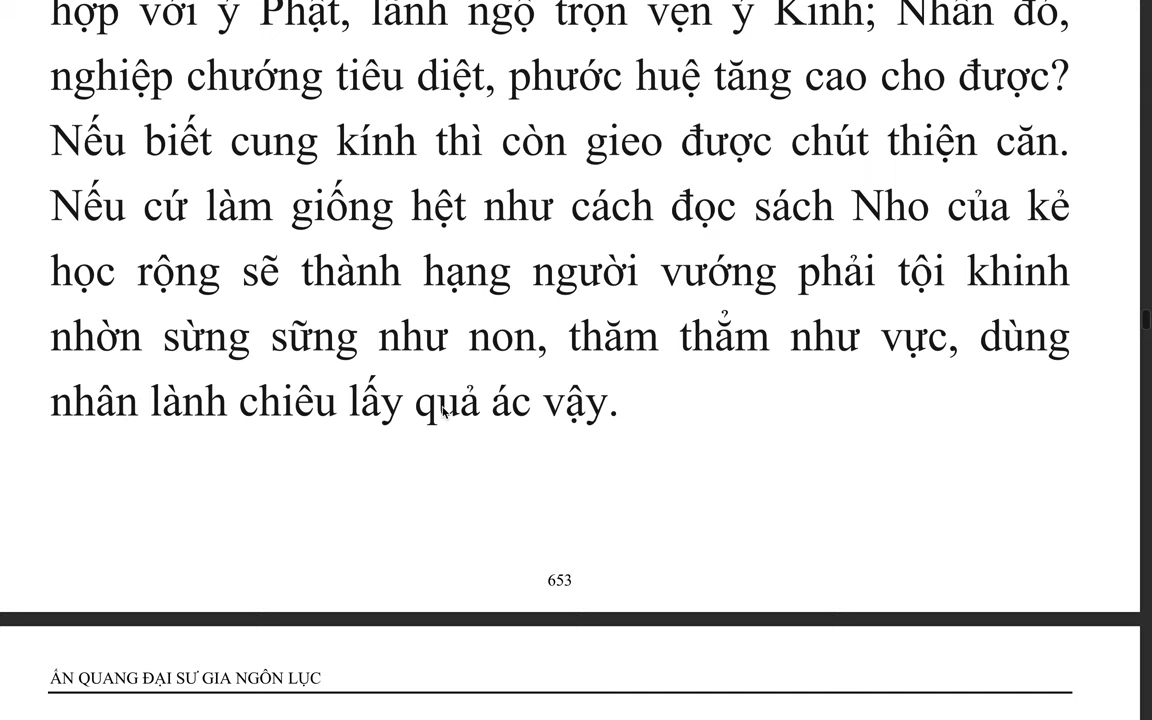 hợp với ý Phật, lãnh ngộ trọn vẹn ý Kinh; Nhân đó,
nghiệp chướng tiêu diệt, phước huệ tăng cao cho được?
Nếu biết cung kính thì còn gieo được chút thiện căn.
Nếu cứ làm giống hệt như cách đọc sách Nho của kẻ
học rộng sẽ thành hạng người vướng phải tội khinh
nhờn sừng sững như non, thăm thẳm như vực, dùng
nhân lành chiêu lấy quả ác vậy.
653
ẤN QUANG ĐẠI SƯ GIA NGÔN LỤC